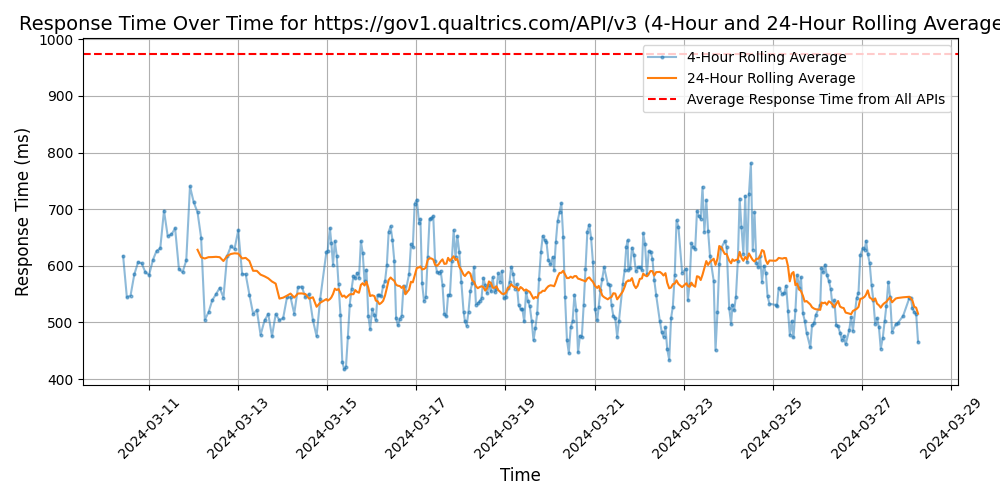 Response Time Over Time for https://gov1.qualtrics.com/API/v3 (4-Hour and 24-Hour Rolling Average
1000
900
800
700
600
500
400
Response Time (ms)
4-Hour Rolling Average
24-Hour Rolling Average
Average Response Time from All APIs
2024-03-11
2024-03-13
2024-03-15
2024-03-17
2024-03-19
2024-03-21
2024-03-23
2024-03-25
2024-03-27
2024-03-29
Time